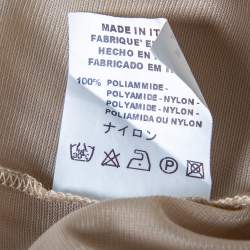 MADE IN IT
FABRIQUE' E
HECHO EN
FABRICADO EM I
100% POLIAMMIDE -
POLYAMIDE - NYLON -
POLYAMIDE - NYLON -
POLIAMIDA OU NYLON
ナイロン